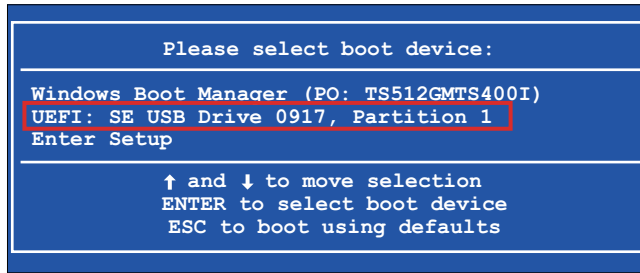 Please select boot device:
Windows Boot Manager (PO: TS512GMTS400I)
UEFI: SE USB Drive 0917, Partition 1
Enter Setup
↑ and ↓ to move selection
ENTER to select boot device
ESC to boot using defaults